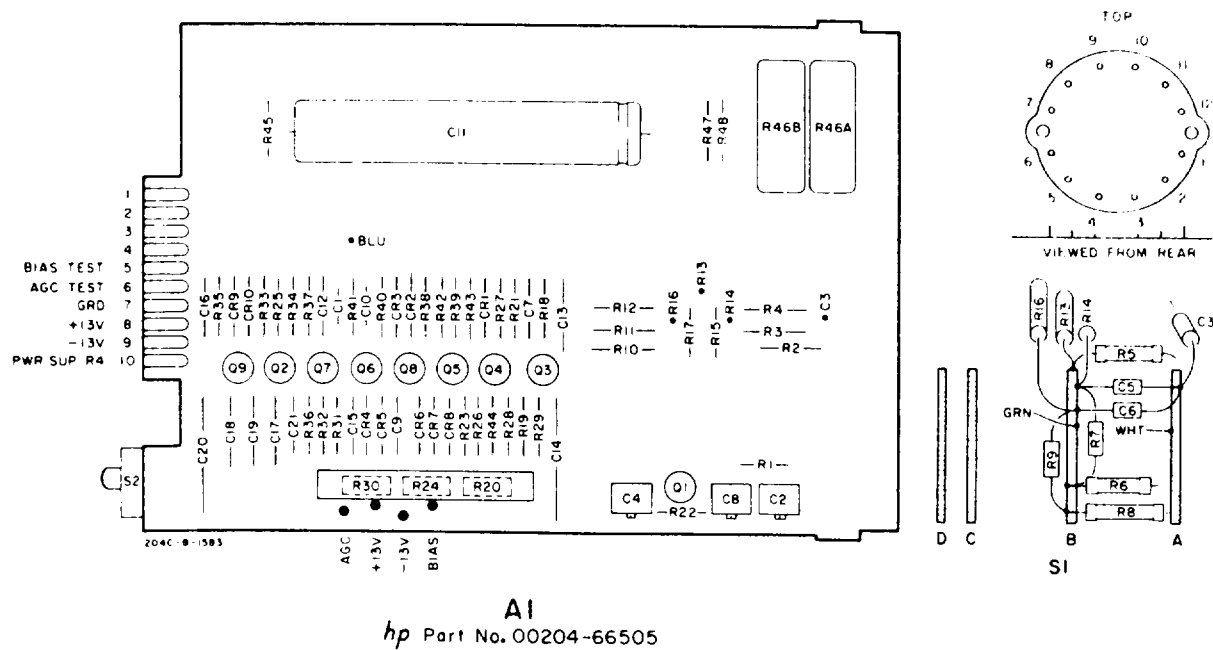 TOP
9 10
8 11
7 12
6 1
5 2
4 3
VIEWED FROM REAR
R45
C11
R47
R48
R46B
R46A
1
2
3
4
BIAS TEST 5
AGC TEST 6
GRD 7
+13V 8
-13V 9
PWR SUP R4 10
BLU
C16
R35
CR9
CR10
R33
R25
R34
R37
C12
C1
R41
C10
R40
CR3
CR2
R38
R42
R39
R43
CR1
R27
R21
C7
R18
C13
R12
R11
R10
R16
R17
R13
R15
R14
R4
R3
R2
C3
Q9 Q2 Q7 Q6 Q8 Q5 Q4 Q3
C20
C18
C19
C17
C21
R36
R32
R31
C15
CR4
CR5
C9
CR6
CR7
CR8
R23
R26
R44
R28
R19
R29
C14
S2
R30 R24 R20
R1
C4 Q1 C8 C2
R22
204C-B-15B3
AGC
+13V
-13V
BIAS
R16
R13
R14
C3
R5
C5
C6
GRN
WHT
R7
R9
R6
R8
D C B A
S1
A1
hp Part No. 00204-66505